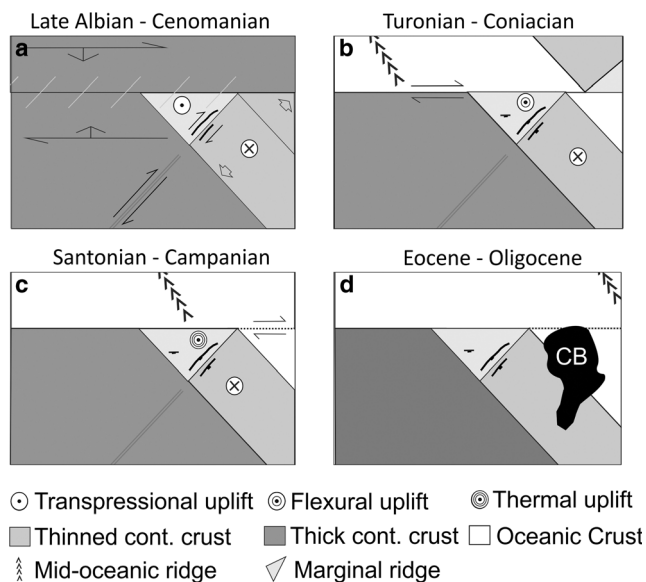 Late Albian - Cenomanian
Turonian - Coniacian
a
b
Santonian - Campanian
Eocene - Oligocene
c
d
CB
Transpressional uplift
Flexural uplift
Thermal uplift
Thinned cont. crust
Thick cont. crust
Oceanic Crust
Mid-oceanic ridge
Marginal ridge